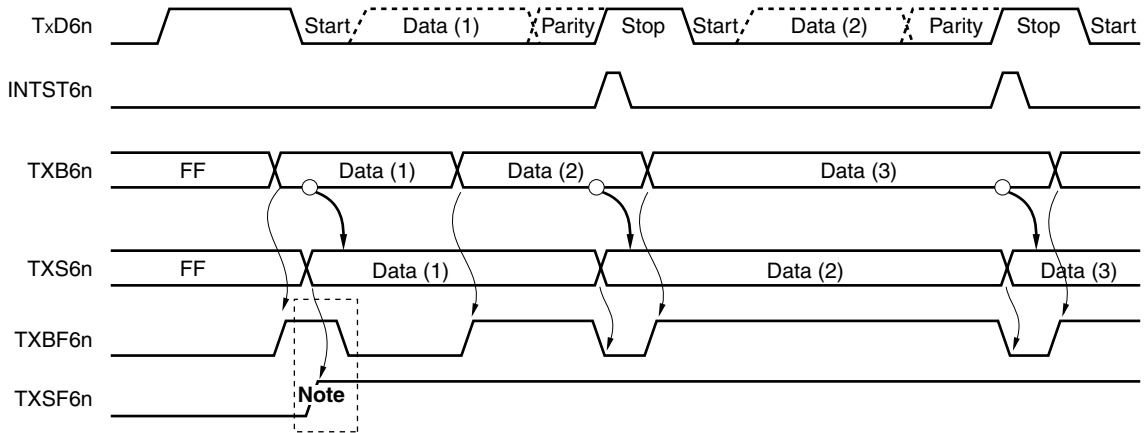 TxD6n Start Data (1) Parity Stop Start Data (2) Parity Stop Start
INTST6n
TXB6n FF Data (1) Data (2) Data (3)
TXS6n FF Data (1) Data (2) Data (3)
TXBF6n
TXSF6n Note